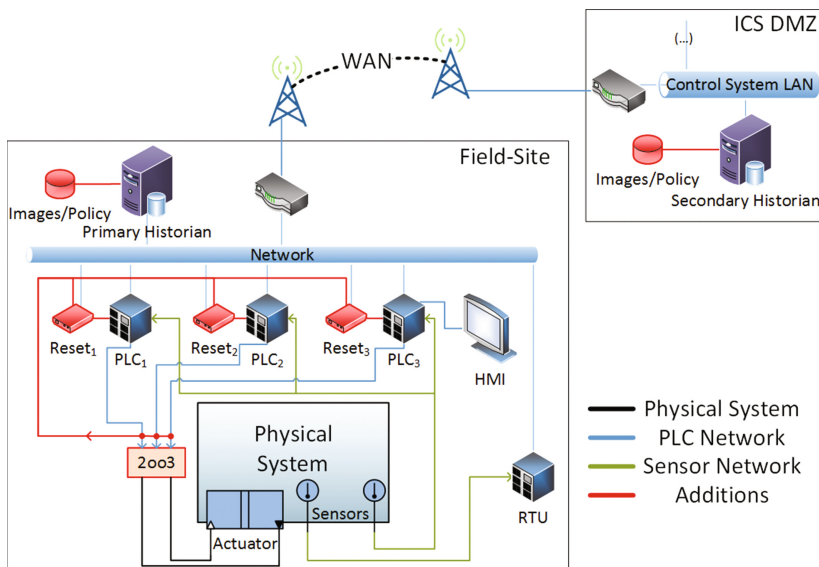 ICS DMZ
(...)
WAN
Control System LAN
Field-Site
Images/Policy
Primary Historian
Images/Policy
Secondary Historian
Network
Reset1
PLC1
Reset2
PLC2
Reset3
PLC3
HMI
Physical
System
2oo3
Sensors
Actuator
RTU
Physical System
PLC Network
Sensor Network
Additions